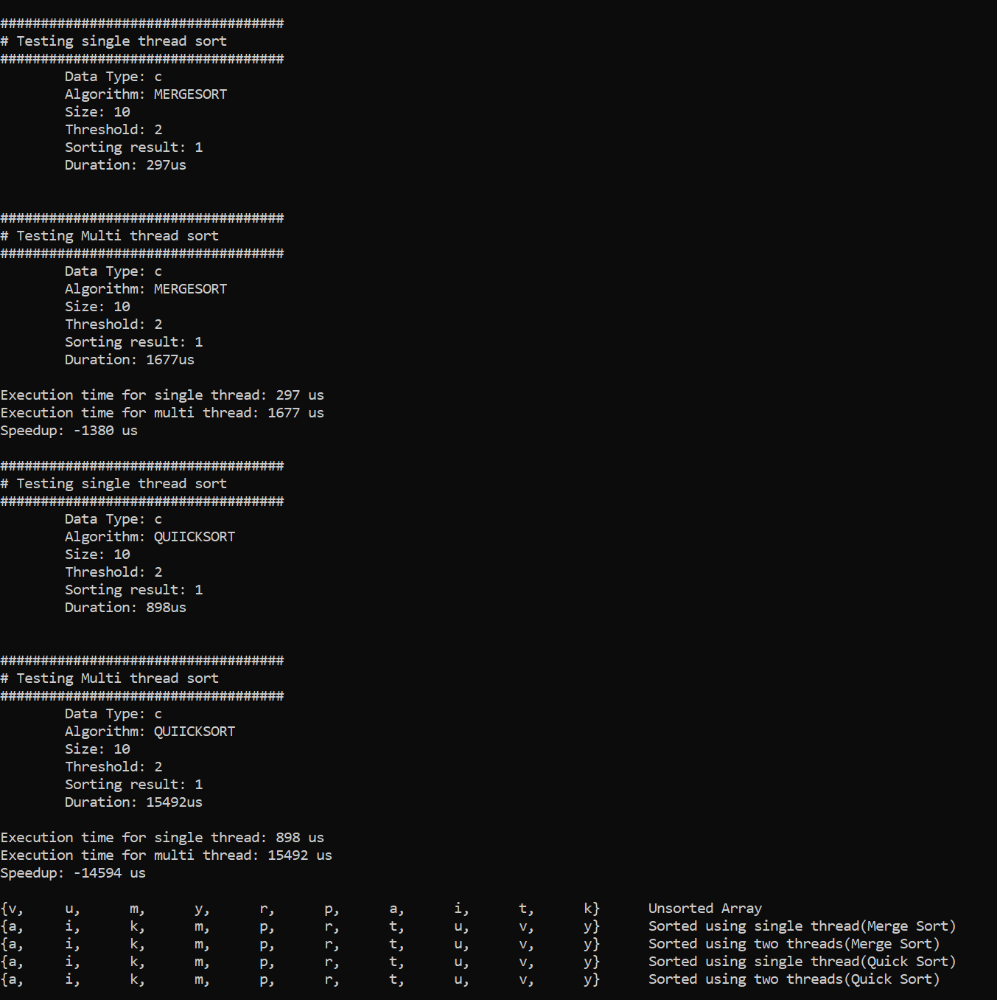 ###################################
# Testing single thread sort
###################################
Data Type: c
Algorithm: MERGESORT
Size: 10
Threshold: 2
Sorting result: 1
Duration: 297us
###################################
# Testing Multi thread sort
###################################
Data Type: c
Algorithm: MERGESORT
Size: 10
Threshold: 2
Sorting result: 1
Duration: 1677us
Execution time for single thread: 297 us
Execution time for multi thread: 1677 us
Speedup: -1380 us
###################################
# Testing single thread sort
###################################
Data Type: c
Algorithm: QUIICKSORT
Size: 10
Threshold: 2
Sorting result: 1
Duration: 898us
###################################
# Testing Multi thread sort
###################################
Data Type: c
Algorithm: QUIICKSORT
Size: 10
Threshold: 2
Sorting result: 1
Duration: 15492us
Execution time for single thread: 898 us
Execution time for multi thread: 15492 us
Speedup: -14594 us
{v, u, m, y, r, p, a, i, t, k} Unsorted Array
{a, i, k, m, p, r, t, u, v, y} Sorted using single thread(Merge Sort)
{a, i, k, m, p, r, t, u, v, y} Sorted using two threads(Merge Sort)
{a, i, k, m, p, r, t, u, v, y} Sorted using single thread(Quick Sort)
{a, i, k, m, p, r, t, u, v, y} Sorted using two threads(Quick Sort)